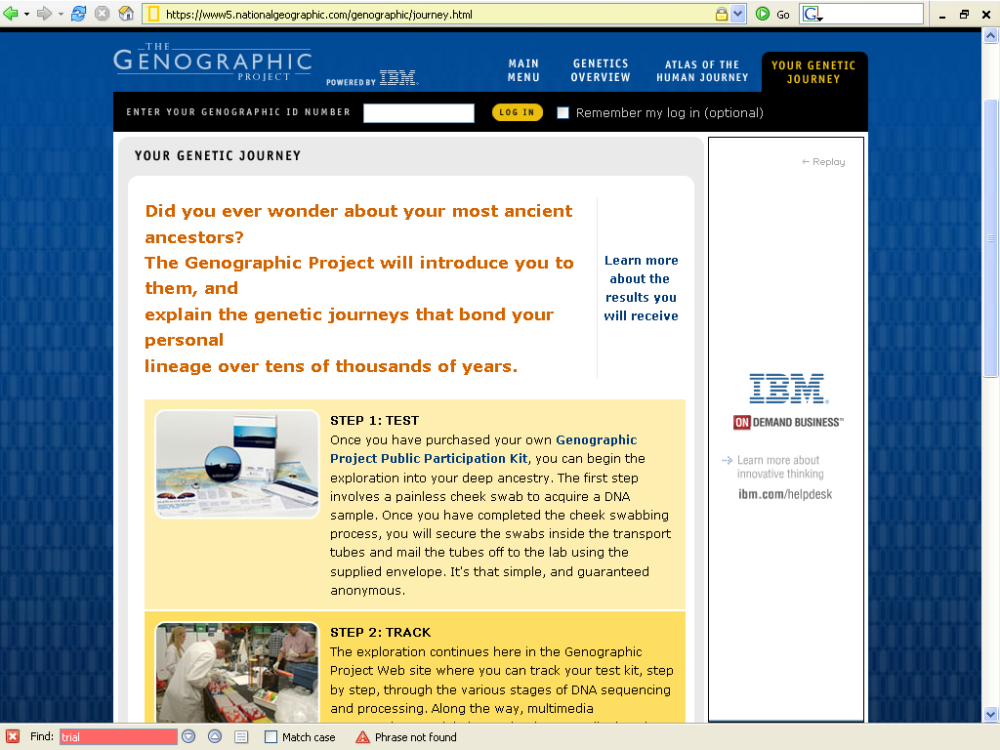 https://www5.nationalgeographic.com/genographic/journey.html
Go
G
THE
GENOGRAPHIC
PROJECT
POWERED BY IBM
MAIN
MENU
GENETICS
OVERVIEW
ATLAS OF THE
HUMAN JOURNEY
YOUR GENETIC
JOURNEY
ENTER YOUR GENOGRAPHIC ID NUMBER
LOG IN
Remember my log in (optional)
YOUR GENETIC JOURNEY
Did you ever wonder about your most ancient
ancestors?
The Genographic Project will introduce you to
them, and
explain the genetic journeys that bond your
personal
lineage over tens of thousands of years.
Learn more
about the
results you
will receive
STEP 1: TEST
Once you have purchased your own Genographic
Project Public Participation Kit, you can begin the
exploration into your deep ancestry. The first step
involves a painless cheek swab to acquire a DNA
sample. Once you have completed the cheek swabbing
process, you will secure the swabs inside the transport
tubes and mail the tubes off to the lab using the
supplied envelope. It's that simple, and guaranteed
anonymous.
STEP 2: TRACK
The exploration continues here in the Genographic
Project Web site where you can track your test kit, step
by step, through the various stages of DNA sequencing
and processing. Along the way, multimedia
← Replay
IBM®
ON DEMAND BUSINESS™
Learn more about
innovative thinking
ibm.com/helpdesk
Find: trial
Match case
Phrase not found